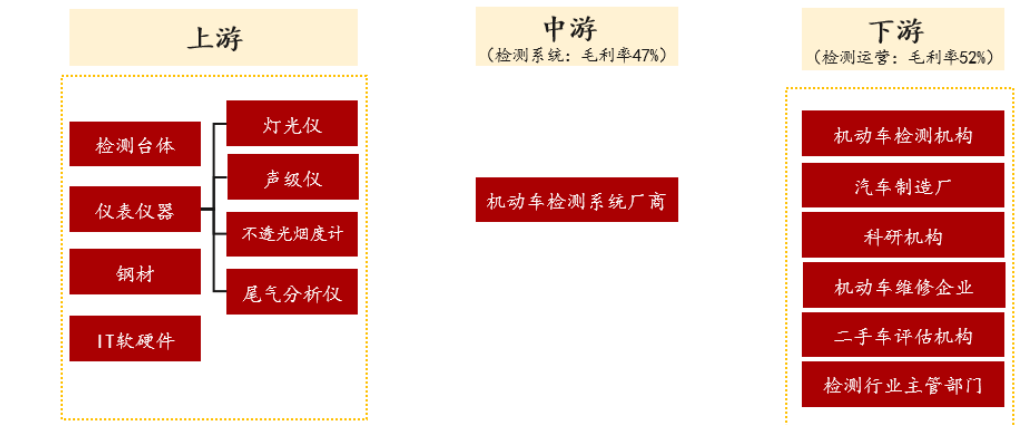 上游
检测台体
仪表仪器
钢材
IT软硬件
灯光仪
声级仪
不透光烟度计
尾气分析仪
中游
（检测系统：毛利率47%）
机动车检测系统厂商
下游
（检测运营：毛利率52%）
机动车检测机构
汽车制造厂
科研机构
机动车维修企业
二手车评估机构
检测行业主管部门